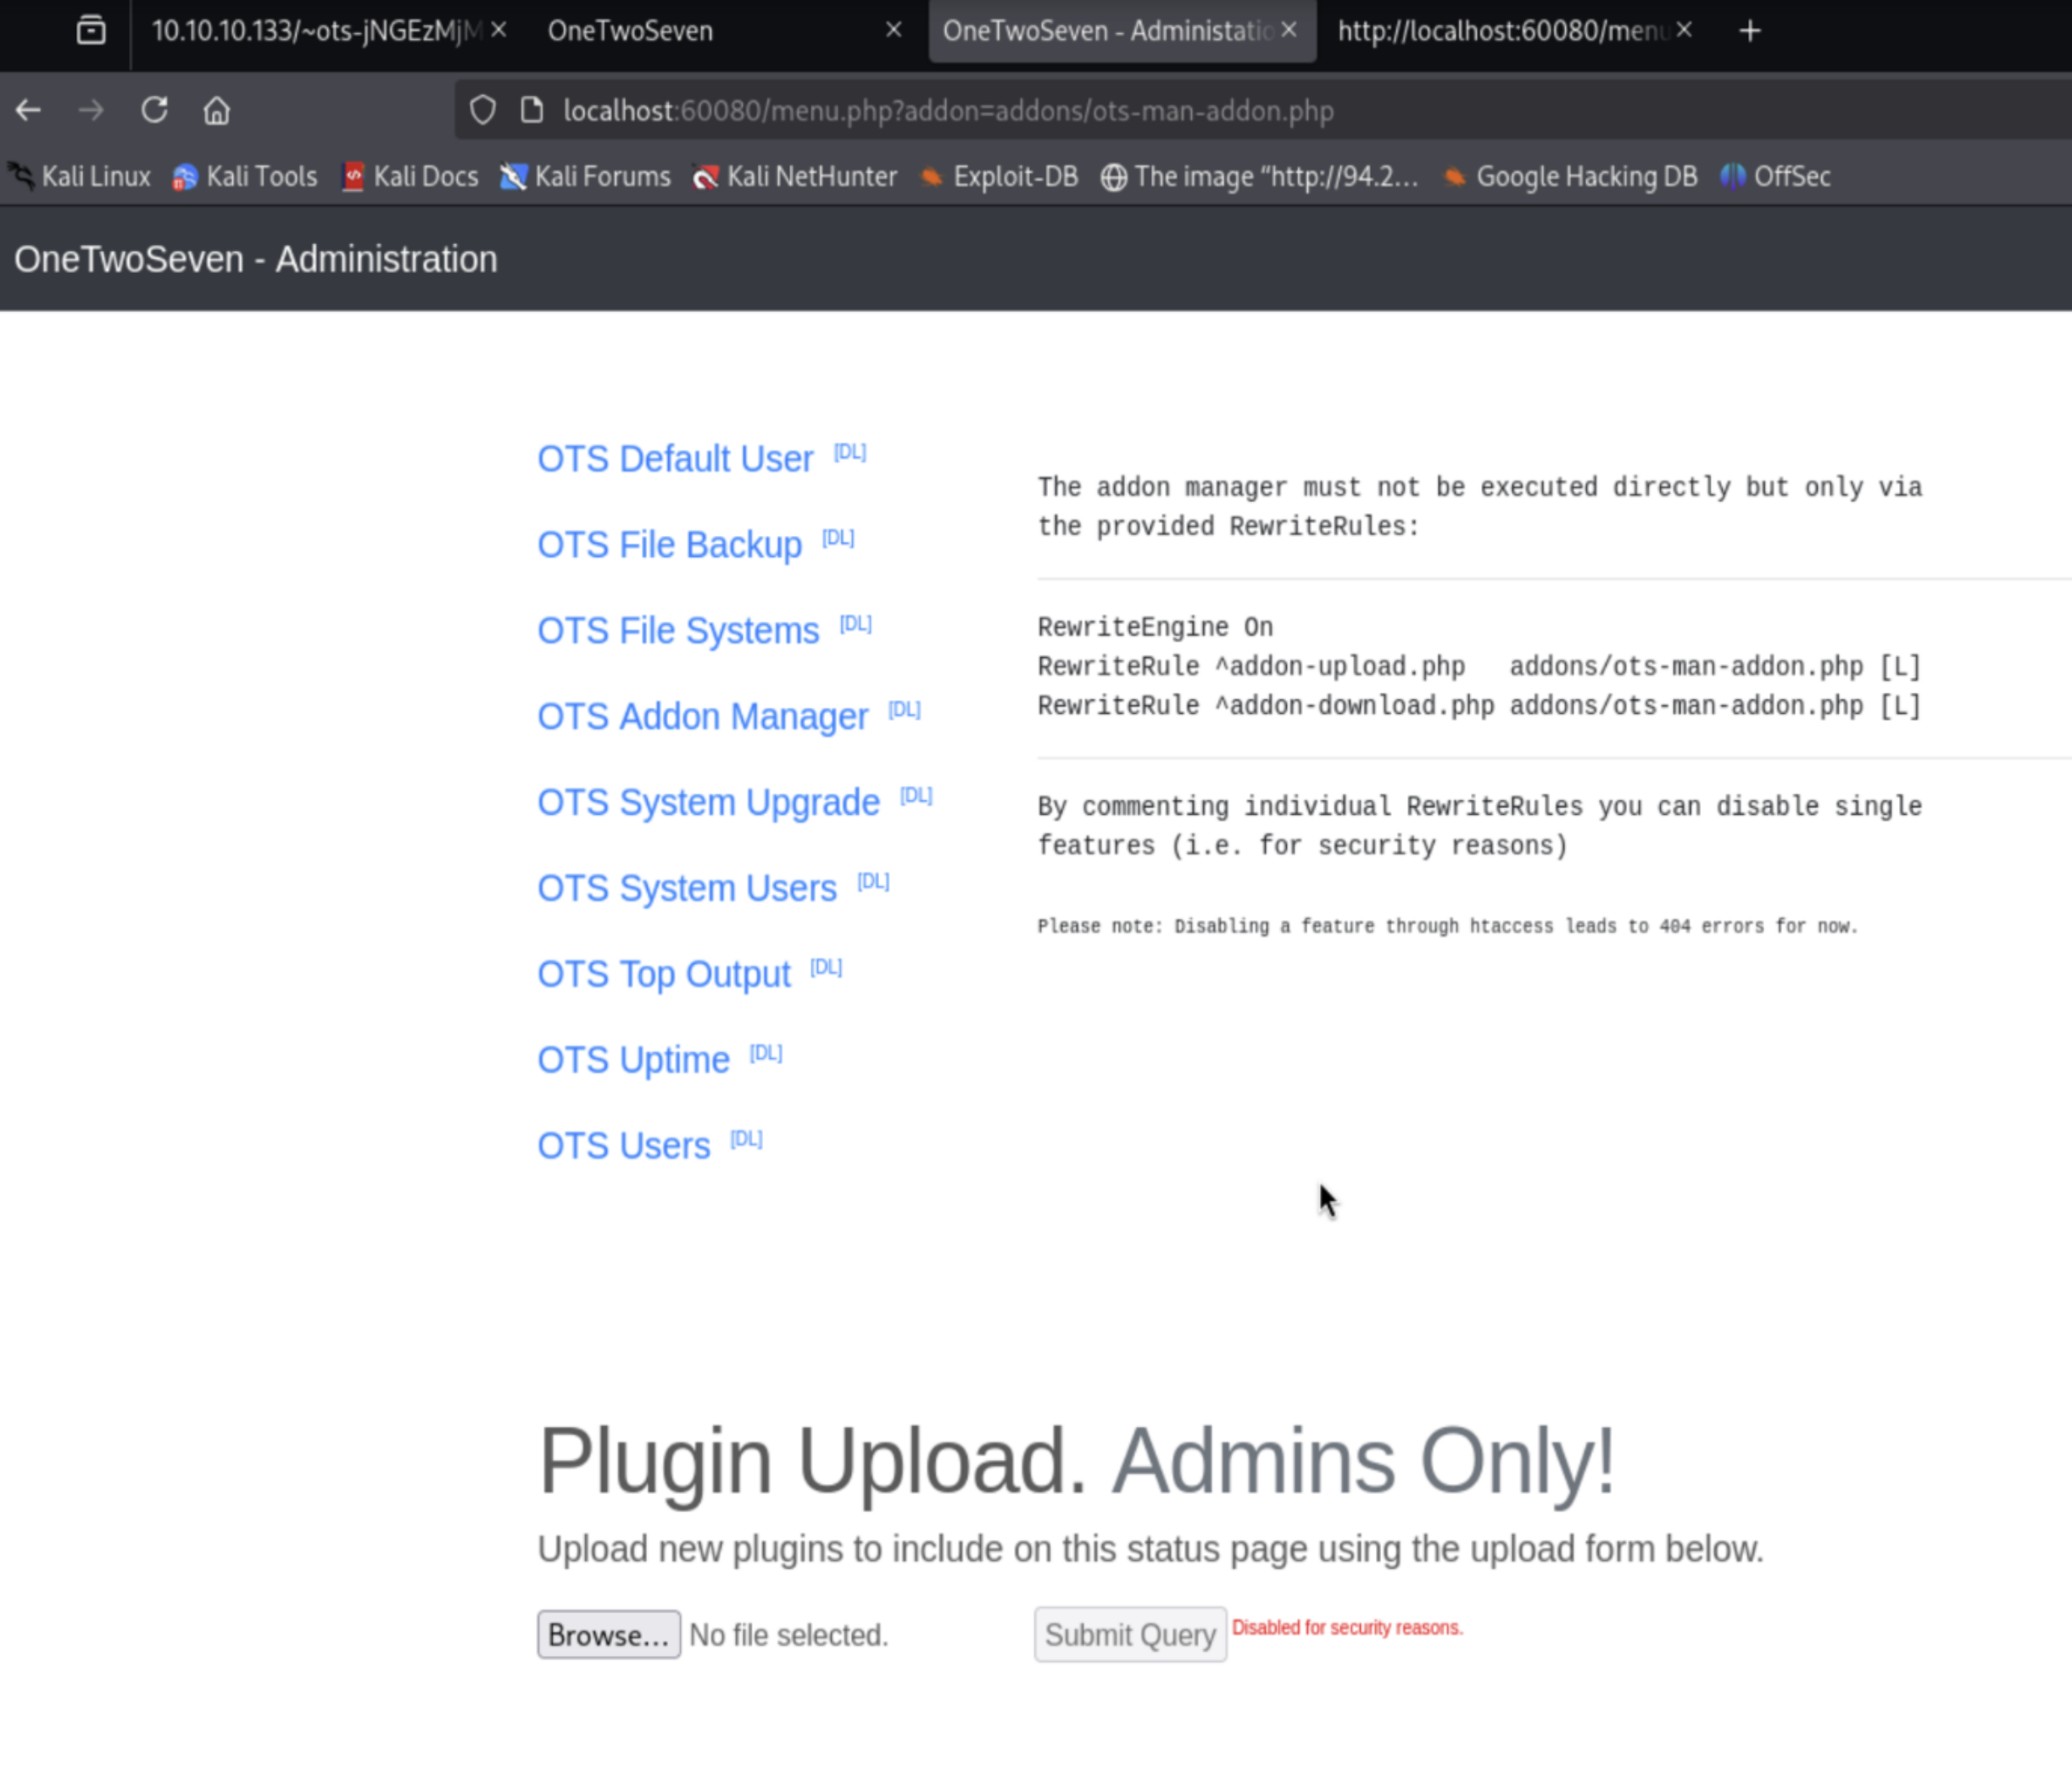 10.10.10.133/~ots-jNGEzMjM
OneTwoSeven
OneTwoSeven - Administatio
http://localhost:60080/menu
localhost:60080/menu.php?addon=addons/ots-man-addon.php
Kali Linux
Kali Tools
Kali Docs
Kali Forums
Kali NetHunter
Exploit-DB
The image “http://94.2...
Google Hacking DB
OffSec
OneTwoSeven - Administration
OTS Default User [DL]
OTS File Backup [DL]
OTS File Systems [DL]
OTS Addon Manager [DL]
OTS System Upgrade [DL]
OTS System Users [DL]
OTS Top Output [DL]
OTS Uptime [DL]
OTS Users [DL]
The addon manager must not be executed directly but only via
the provided RewriteRules:
RewriteEngine On
RewriteRule ^addon-upload.php   addons/ots-man-addon.php [L]
RewriteRule ^addon-download.php addons/ots-man-addon.php [L]
By commenting individual RewriteRules you can disable single
features (i.e. for security reasons)
Please note: Disabling a feature through htaccess leads to 404 errors for now.
Plugin Upload. Admins Only!
Upload new plugins to include on this status page using the upload form below.
Browse... No file selected.
Submit Query Disabled for security reasons.